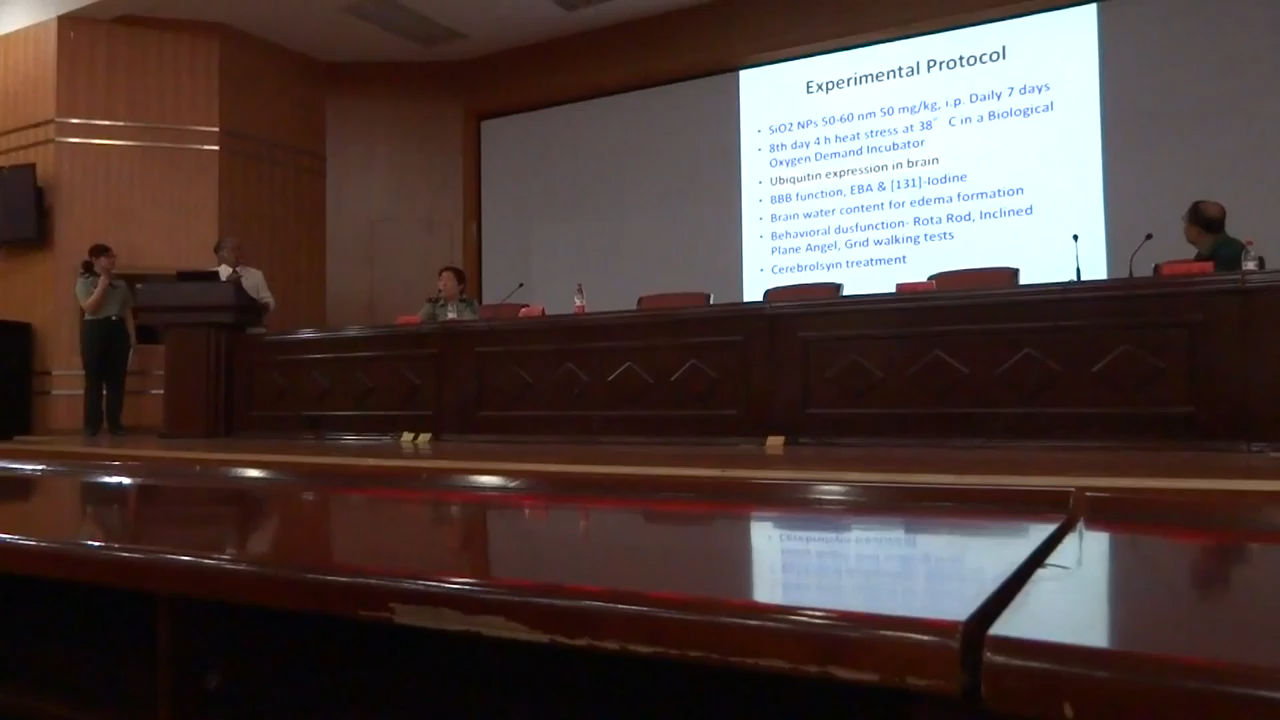 Experimental Protocol
• SiO2 NPs 50-60 nm 50 mg/kg, i.p. Daily 7 days
• 8th day 4 h heat stress at 38° C in a Biological
Oxygen Demand Incubator
• Ubiquitin expression in brain
• BBB function, EBA & [131]-Iodine
• Brain water content for edema formation
• Behavioral dusfunction- Rota Rod, Inclined
Plane Angel, Grid walking tests
• Cerebrolsyin treatment